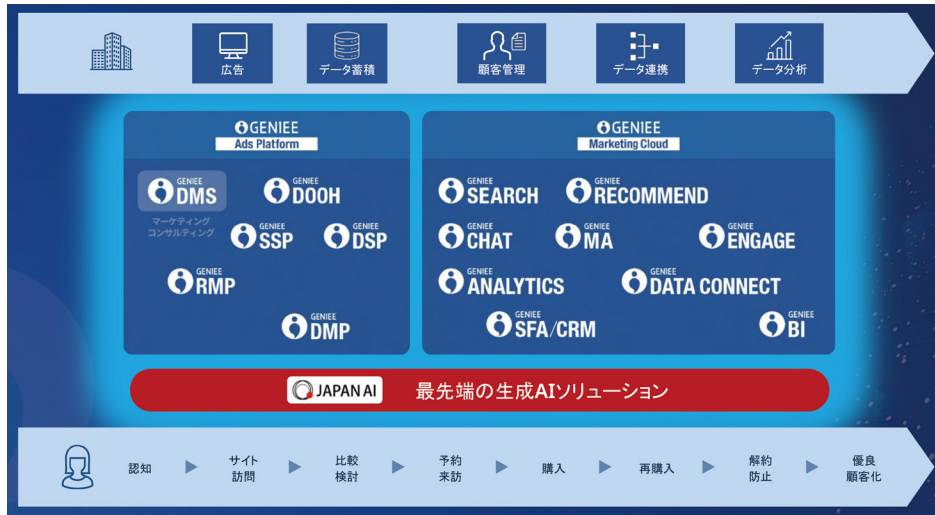 広告
データ蓄積
顧客管理
データ連携
データ分析
GENIEE
Ads Platform
GENIEE
DMS
マーケティング
コンサルティング
GENIEE
DOOH
GENIEE
SSP
GENIEE
DSP
GENIEE
RMP
GENIEE
DMP
GENIEE
Marketing Cloud
GENIEE
SEARCH
GENIEE
RECOMMEND
GENIEE
CHAT
GENIEE
MA
GENIEE
ENGAGE
GENIEE
ANALYTICS
GENIEE
DATA CONNECT
GENIEE
SFA/CRM
GENIEE
BI
JAPAN AI 最先端の生成AIソリューション
認知
サイト
訪問
比較
検討
予約
来訪
購入
再購入
解約
防止
優良
顧客化